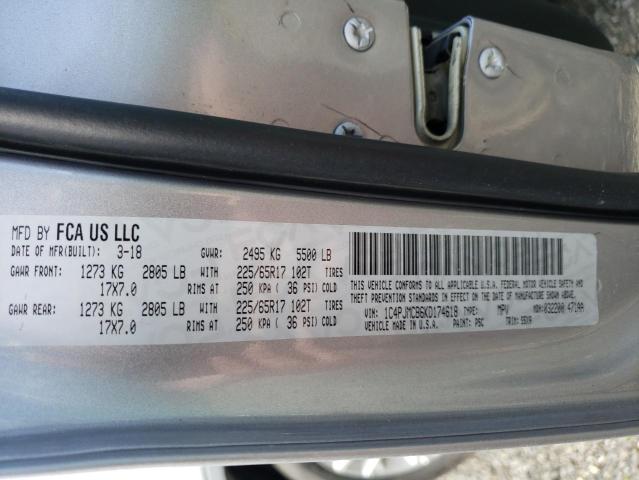 MFD BY FCA US LLC
DATE OF MFR(BUILT): 3-18 GVWR: 2495 KG 5500 LB
GAWR FRONT: 1273 KG 2805 LB WITH 225/65R17 102T TIRES
17X7.0 RIMS AT 250 KPA ( 36 PSI) COLD
GAWR REAR: 1273 KG 2805 LB WITH 225/65R17 102T TIRES
17X7.0 RIMS AT 250 KPA ( 36 PSI) COLD
THIS VEHICLE CONFORMS TO ALL APPLICABLE U.S.A. FEDERAL MOTOR VEHICLE SAFETY AND
THEFT PREVENTION STANDARDS IN EFFECT ON THE DATE OF MANUFACTURE SHOWN ABOVE.
VEHICLE MADE IN U.S.A. PAINT: PSC MDH: 032200 471AA
VIN: 1C4PJMCB6KD174618 TYPE: MPV TRIM: